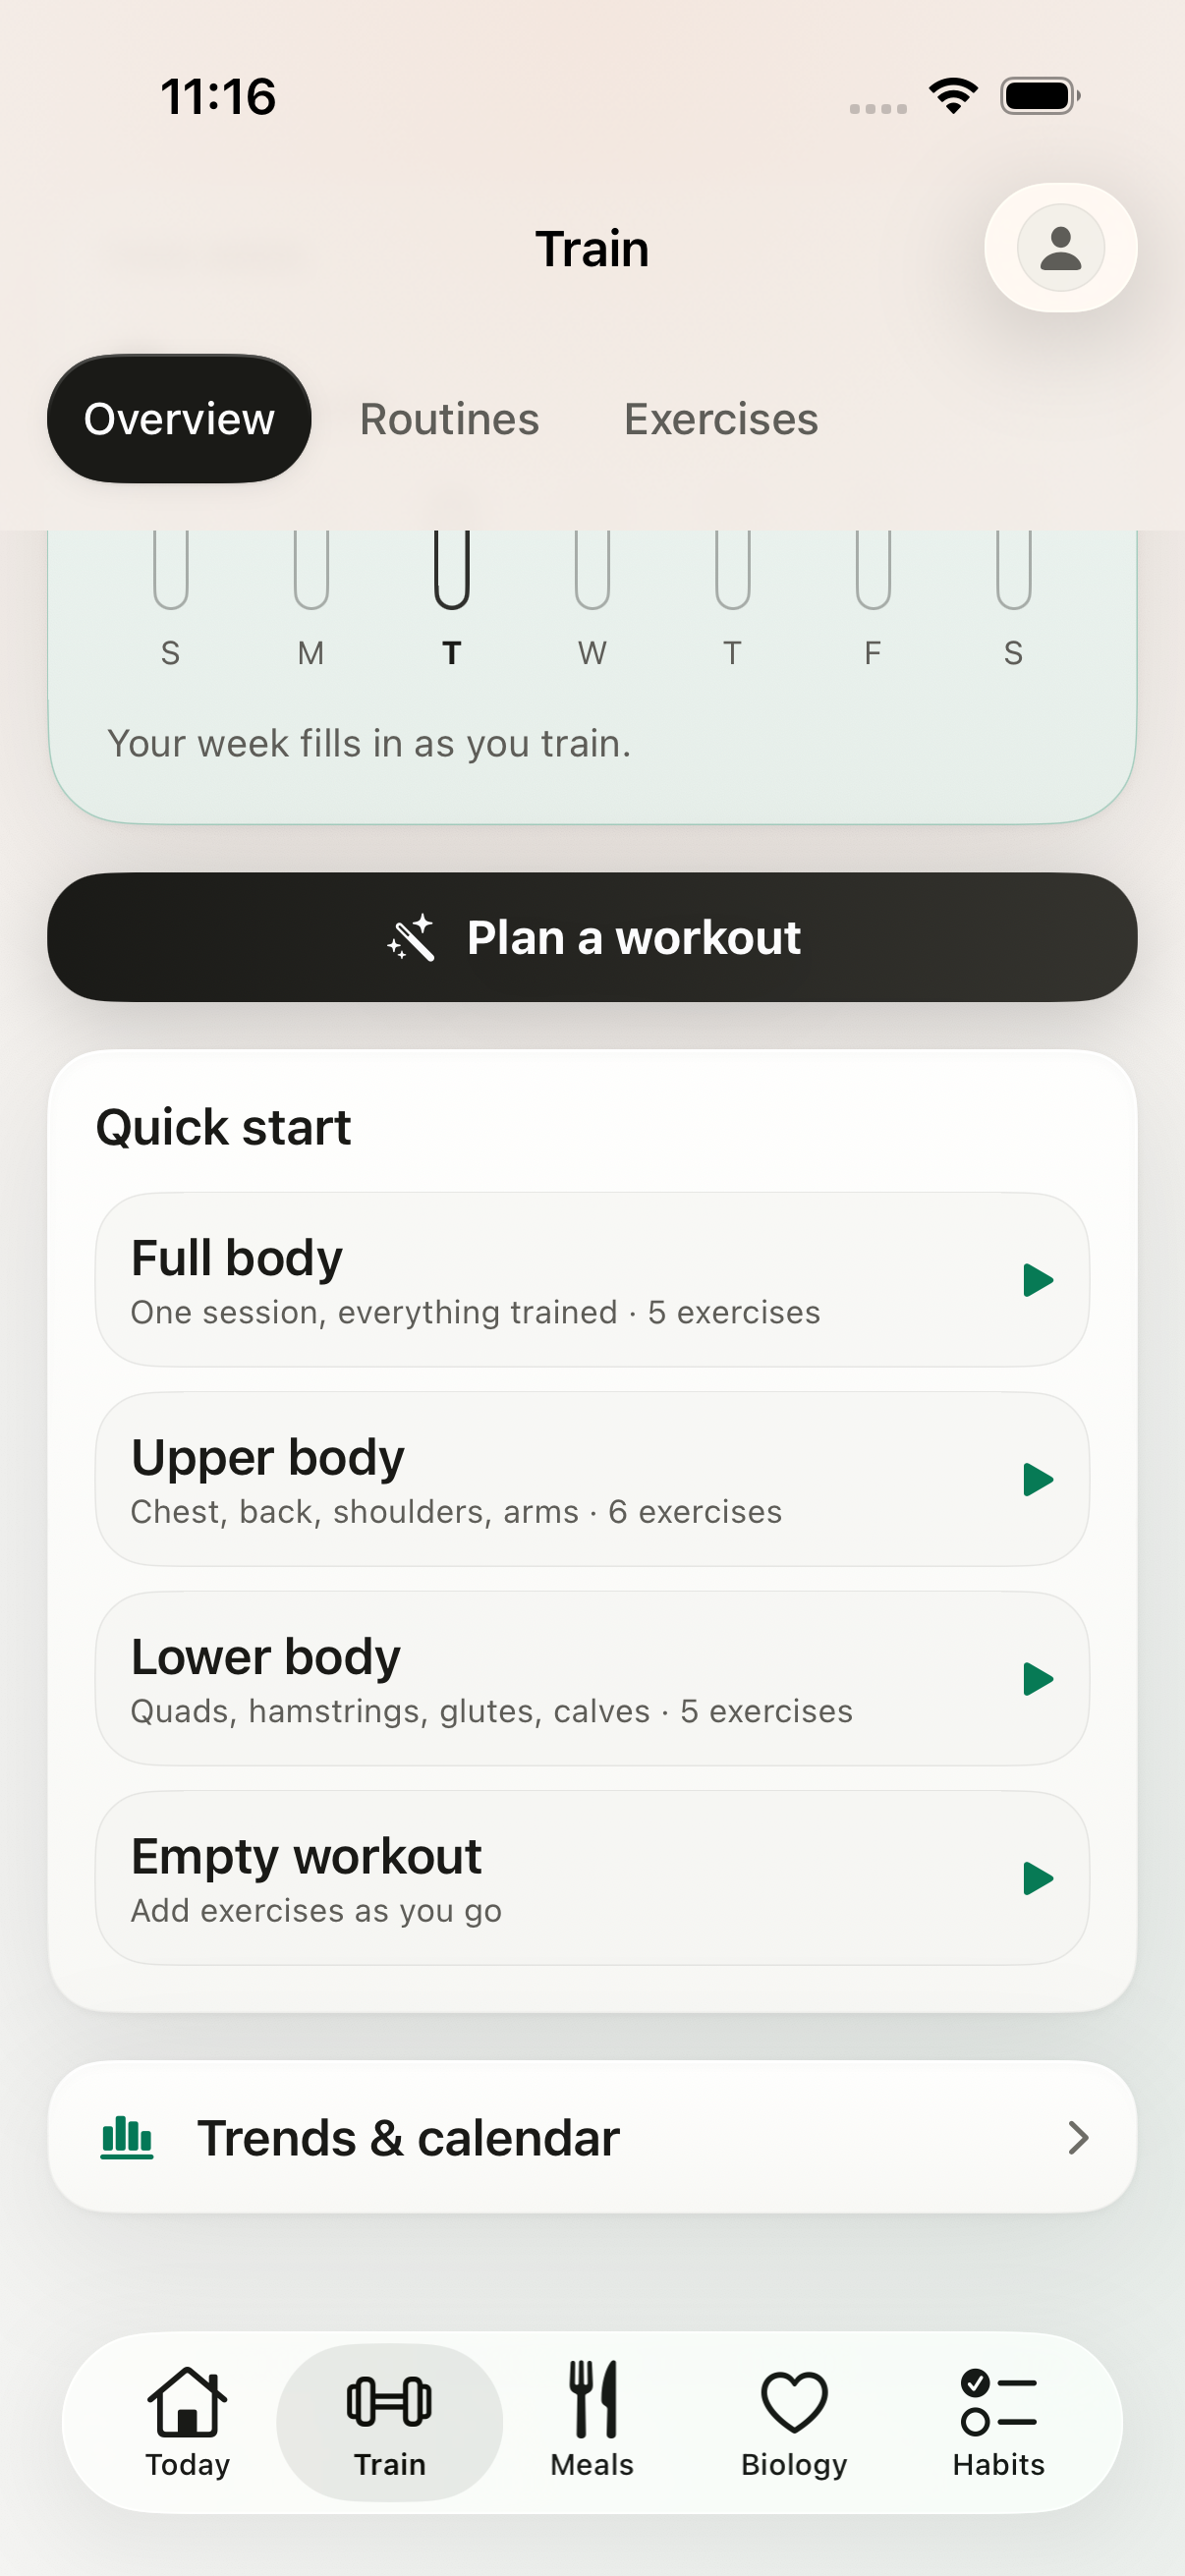 11:16
Train
Overview Routines Exercises
S M T W T F S
Your week fills in as you train.
Plan a workout
Quick start
Full body
One session, everything trained · 5 exercises
Upper body
Chest, back, shoulders, arms · 6 exercises
Lower body
Quads, hamstrings, glutes, calves · 5 exercises
Empty workout
Add exercises as you go
Trends & calendar
Today Train Meals Biology Habits